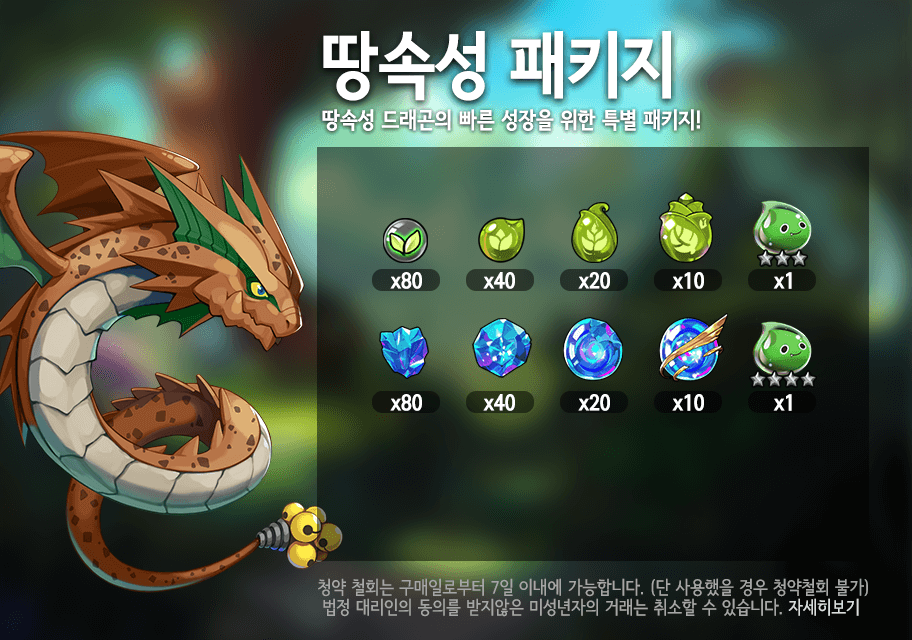 땅속성 패키지
땅속성 드래곤의 빠른 성장을 위한 특별 패키지!
x80 x40 x20 x10 x1
x80 x40 x20 x10 x1
청약 철회는 구매일로부터 7일 이내에 가능합니다. (단 사용했을 경우 청약철회 불가)
법정 대리인의 동의를 받지않은 미성년자의 거래는 취소할 수 있습니다. 자세히보기